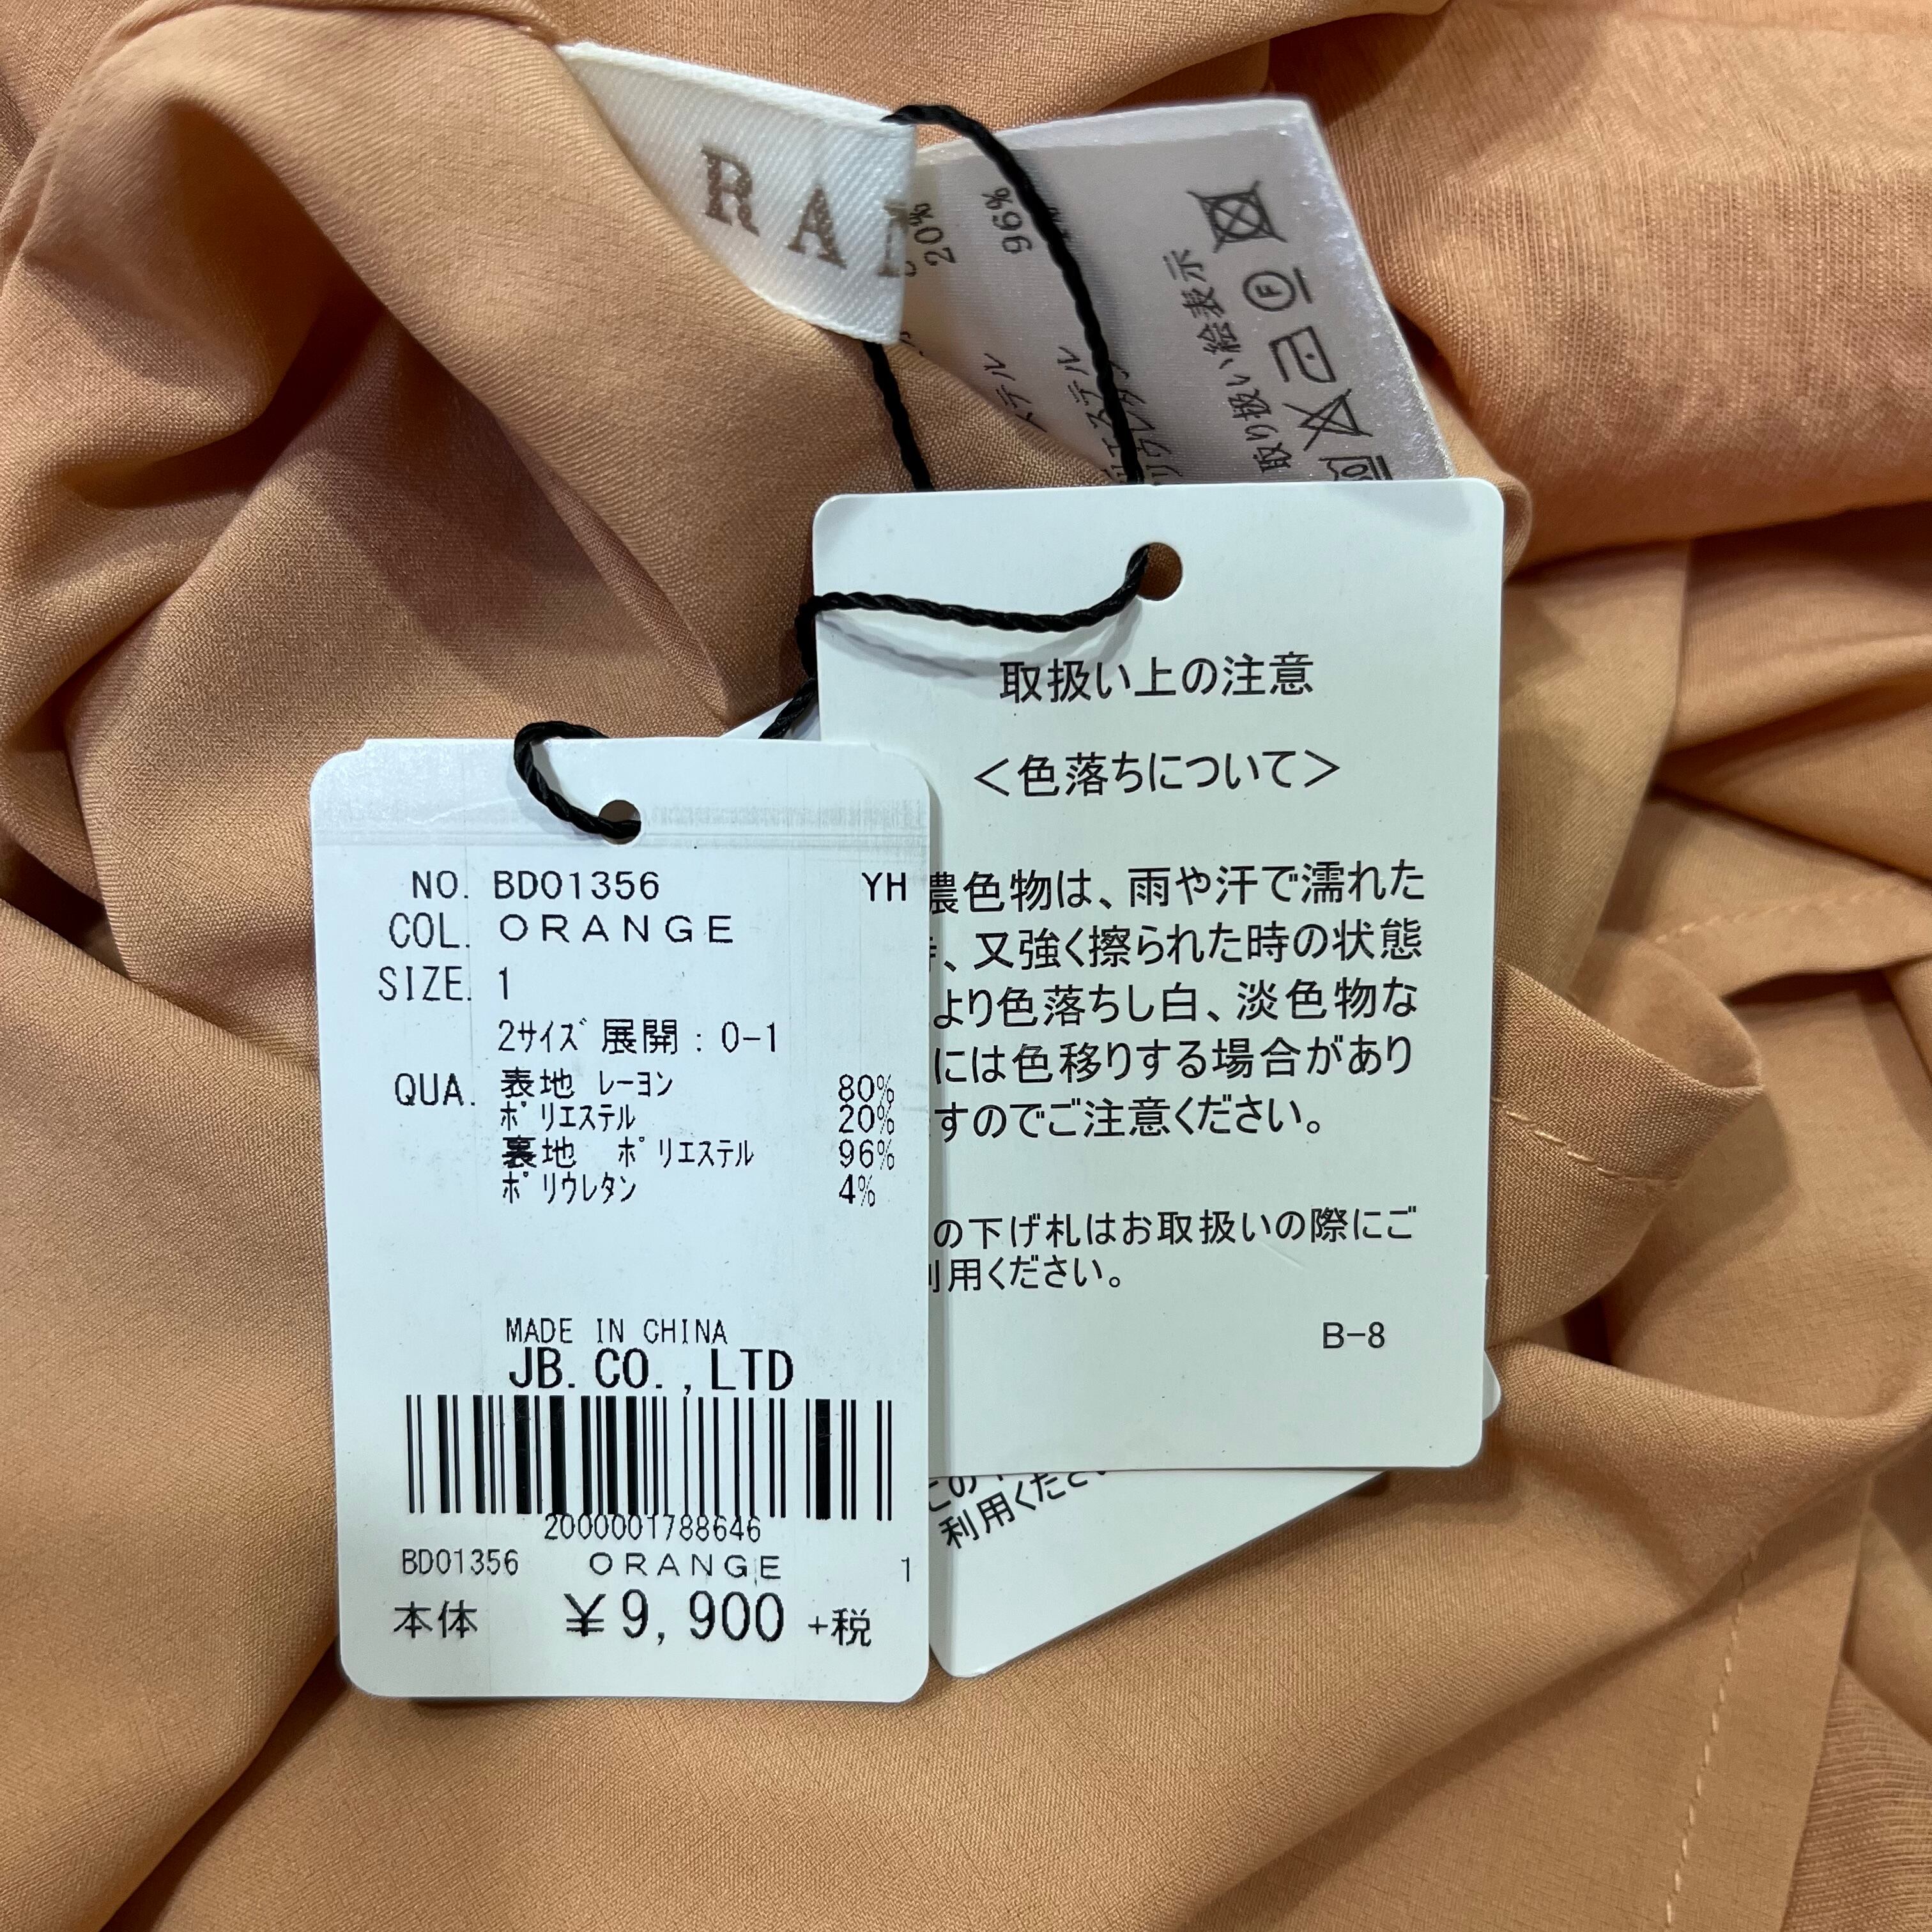 RA
20%
96%
取り扱い絵表示
F
取扱い上の注意
＜色落ちについて＞
濃色物は、雨や汗で濡れた
、又強く擦られた時の状態
より色落ちし白、淡色物な
には色移りする場合があり
すのでご注意ください。
の下げ札はお取扱いの際にご
利用ください。
B-8
この
利用くださ
NO. BD01356 YH
COL. ORANGE
SIZE. 1
2サイズ展開：0-1
QUA. 表地 レーヨン 80%
ポリエステル 20%
裏地 ポリエステル 96%
ポリウレタン 4%
MADE IN CHINA
JB. CO.,LTD
2000001788646
BD01356 ORANGE 1
本体 ￥9,900 +税